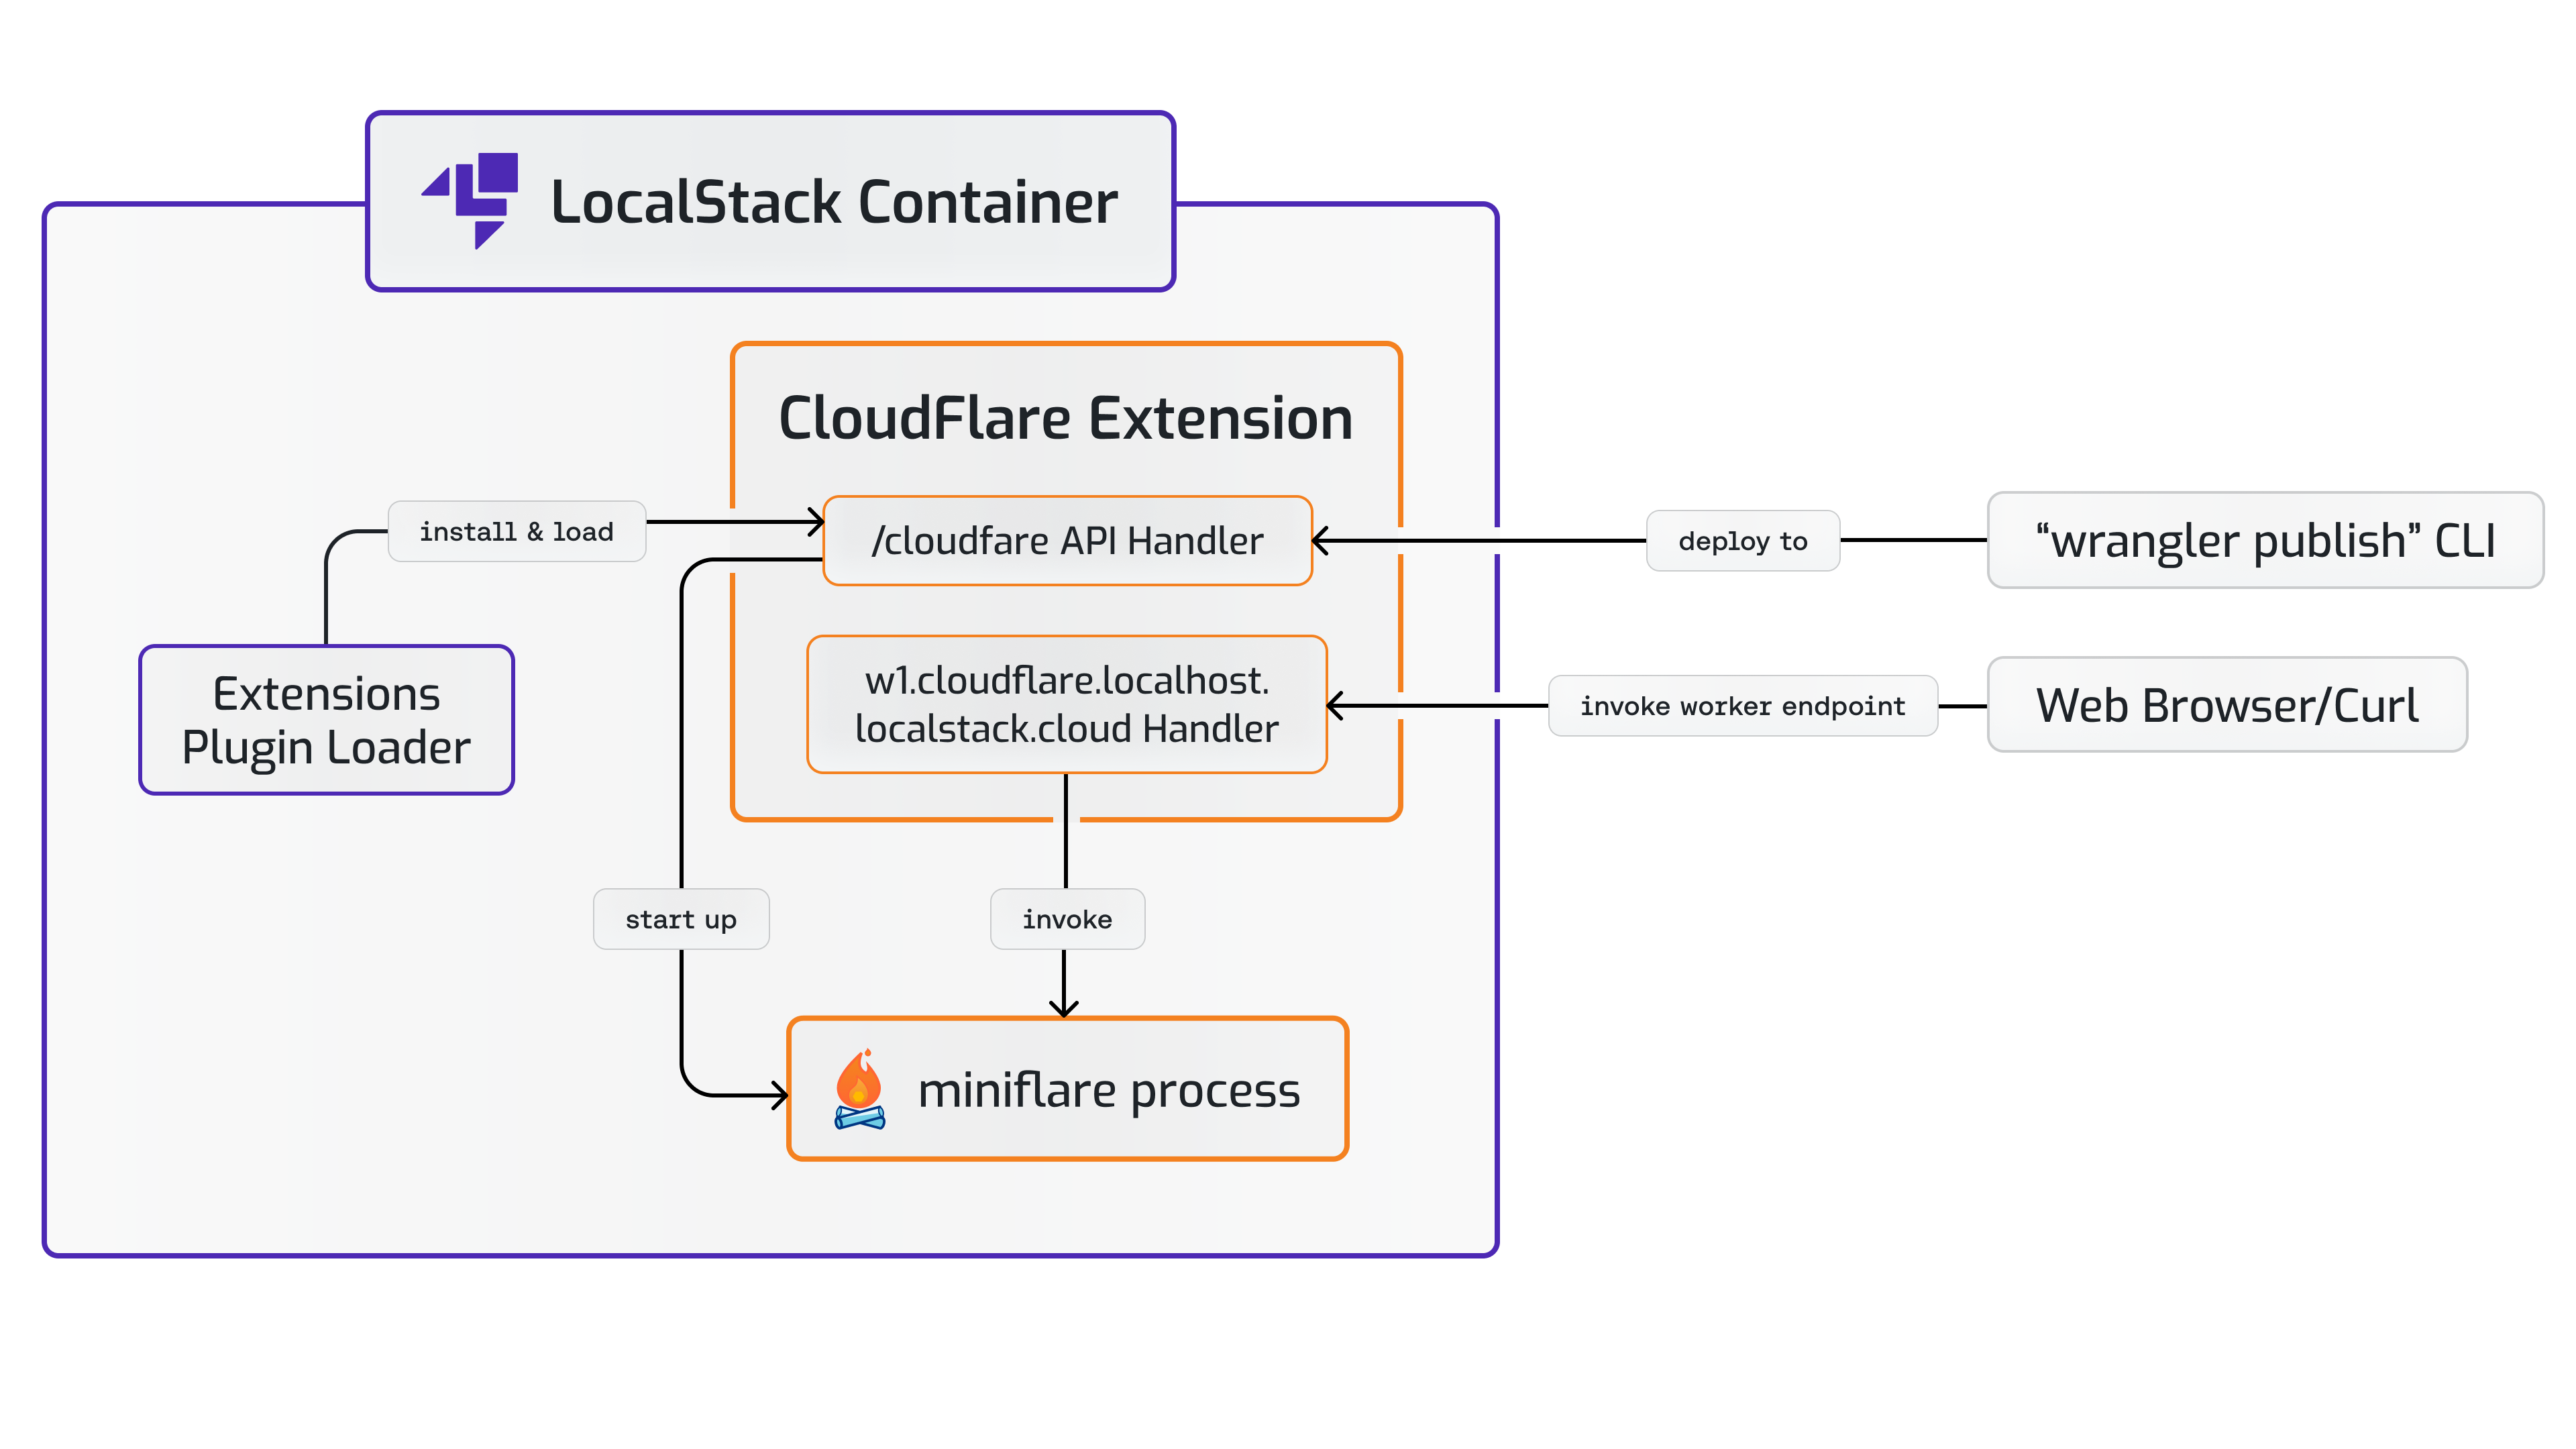 LocalStack Container
CloudFlare Extension
install & load
/cloudfare API Handler
deploy to
“wrangler publish” CLI
Extensions
Plugin Loader
w1.cloudflare.localhost.
localstack.cloud Handler
invoke worker endpoint
Web Browser/Curl
start up
invoke
miniflare process